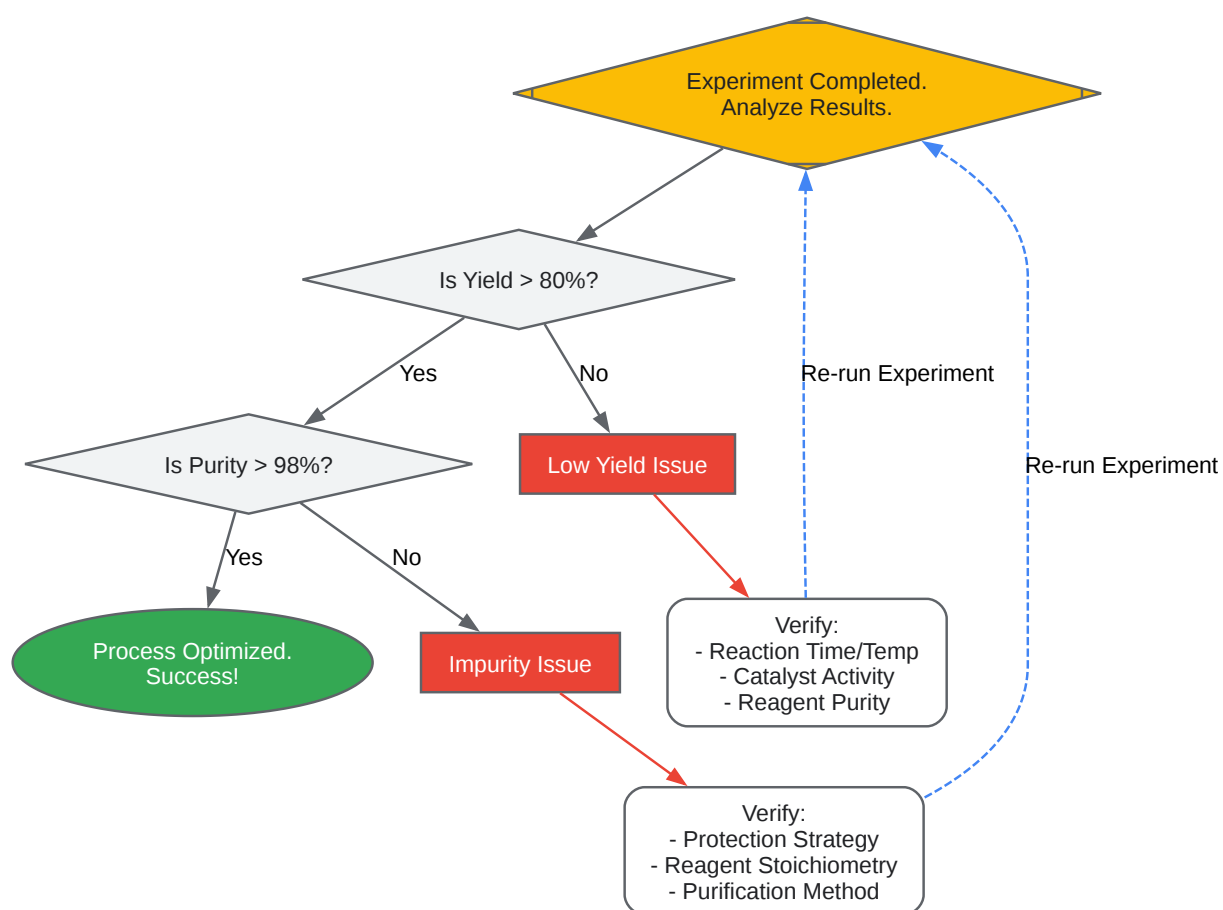 Experiment Completed.
Analyze Results.
Is Yield > 80%?
Yes
No
Re-run Experiment
Is Purity > 98%?
Low Yield Issue
Re-run Experiment
Yes
No
Process Optimized.
Success!
Impurity Issue
Verify:
- Reaction Time/Temp
- Catalyst Activity
- Reagent Purity
Verify:
- Protection Strategy
- Reagent Stoichiometry
- Purification Method